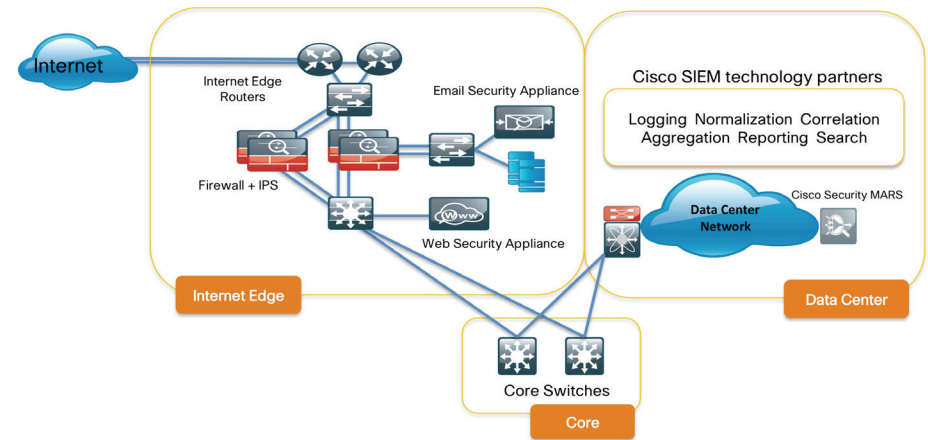 Internet
Internet Edge
Routers
Email Security Appliance
Firewall + IPS
Www
Web Security Appliance
Internet Edge
Cisco SIEM technology partners
Logging Normalization Correlation
Aggregation Reporting Search
Data Center
Network
Cisco Security MARS
Data Center
Core Switches
Core